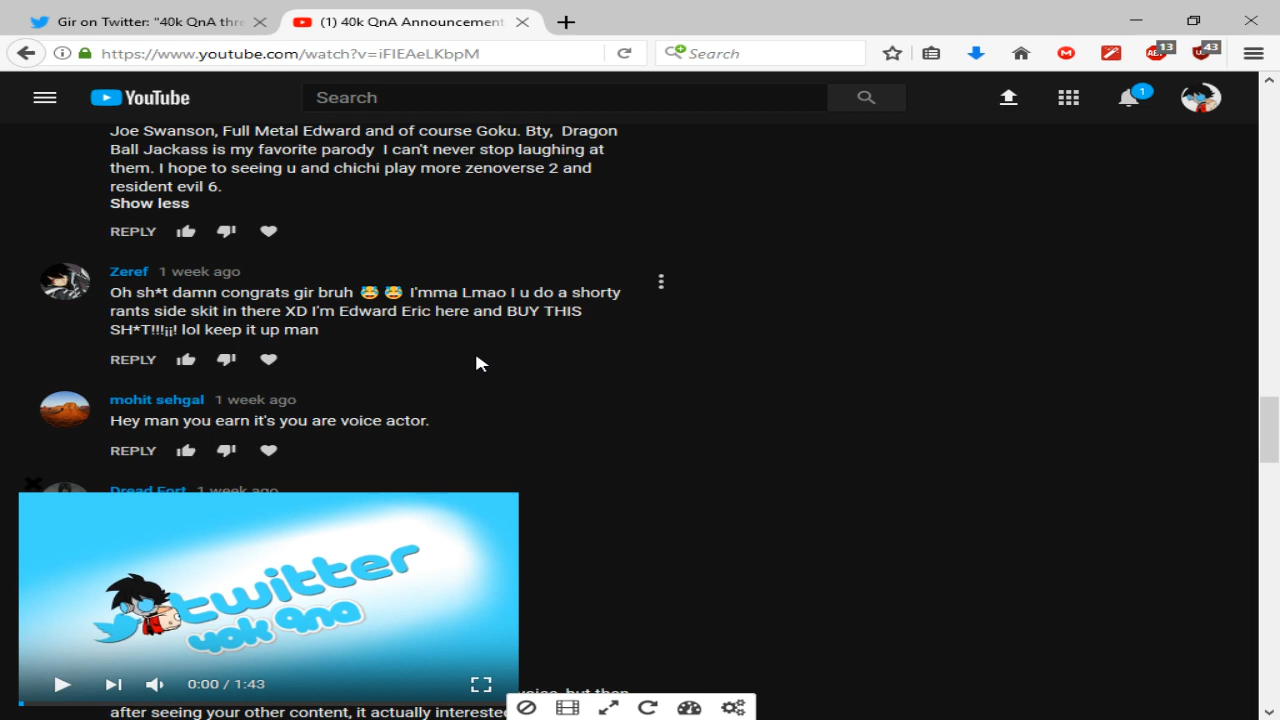 Gir on Twitter: "40k QnA thre
(1) 40k QnA Announcement
https://www.youtube.com/watch?v=iFIEAeLKbpM
Search
13
43
YouTube
Search
1
Joe Swanson, Full Metal Edward and of course Goku. Bty, Dragon
Ball Jackass is my favorite parody I can't never stop laughing at
them. I hope to seeing u and chichi play more zenoverse 2 and
resident evil 6.
Show less
REPLY
Zeref 1 week ago
Oh sh*t damn congrats gir bruh 😂 😂 I'mma Lmao I u do a shorty
rants side skit in there XD I'm Edward Eric here and BUY THIS
SH*T!!!¡¡! lol keep it up man
REPLY
mohit sehgal 1 week ago
Hey man you earn it's you are voice actor.
REPLY
Dread Fort 1 week ago
twitter
40k QnA
0:00 / 1:43
voice, but then
after seeing your other content, it actually interested